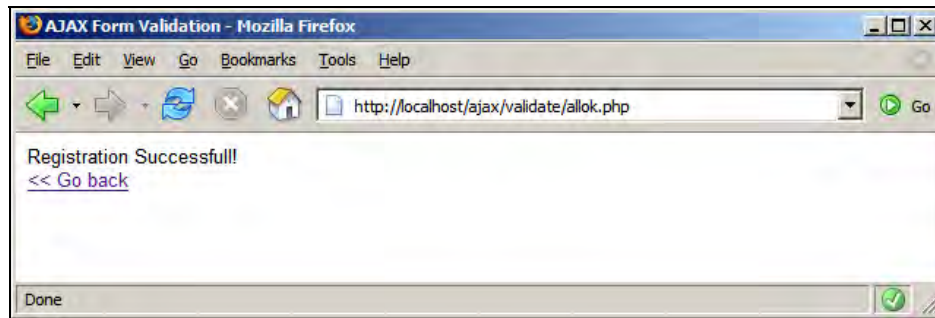 AJAX Form Validation - Mozilla Firefox
File Edit View Go Bookmarks Tools Help
http://localhost/ajax/validate/allok.php Go
Registration Successfull!
<< Go back
Done